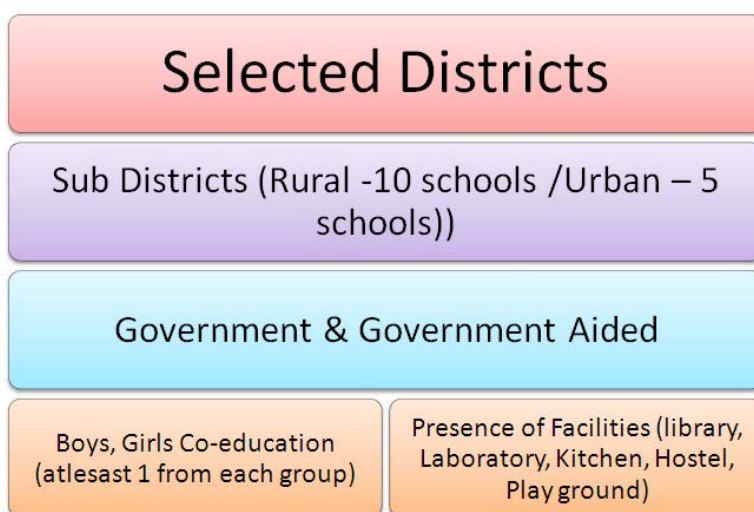 Selected Districts
Sub Districts (Rural -10 schools /Urban – 5
schools))
Government & Government Aided
Boys, Girls Co-education
(atlesast 1 from each group)
Presence of Facilities (library,
Laboratory, Kitchen, Hostel,
Play ground)